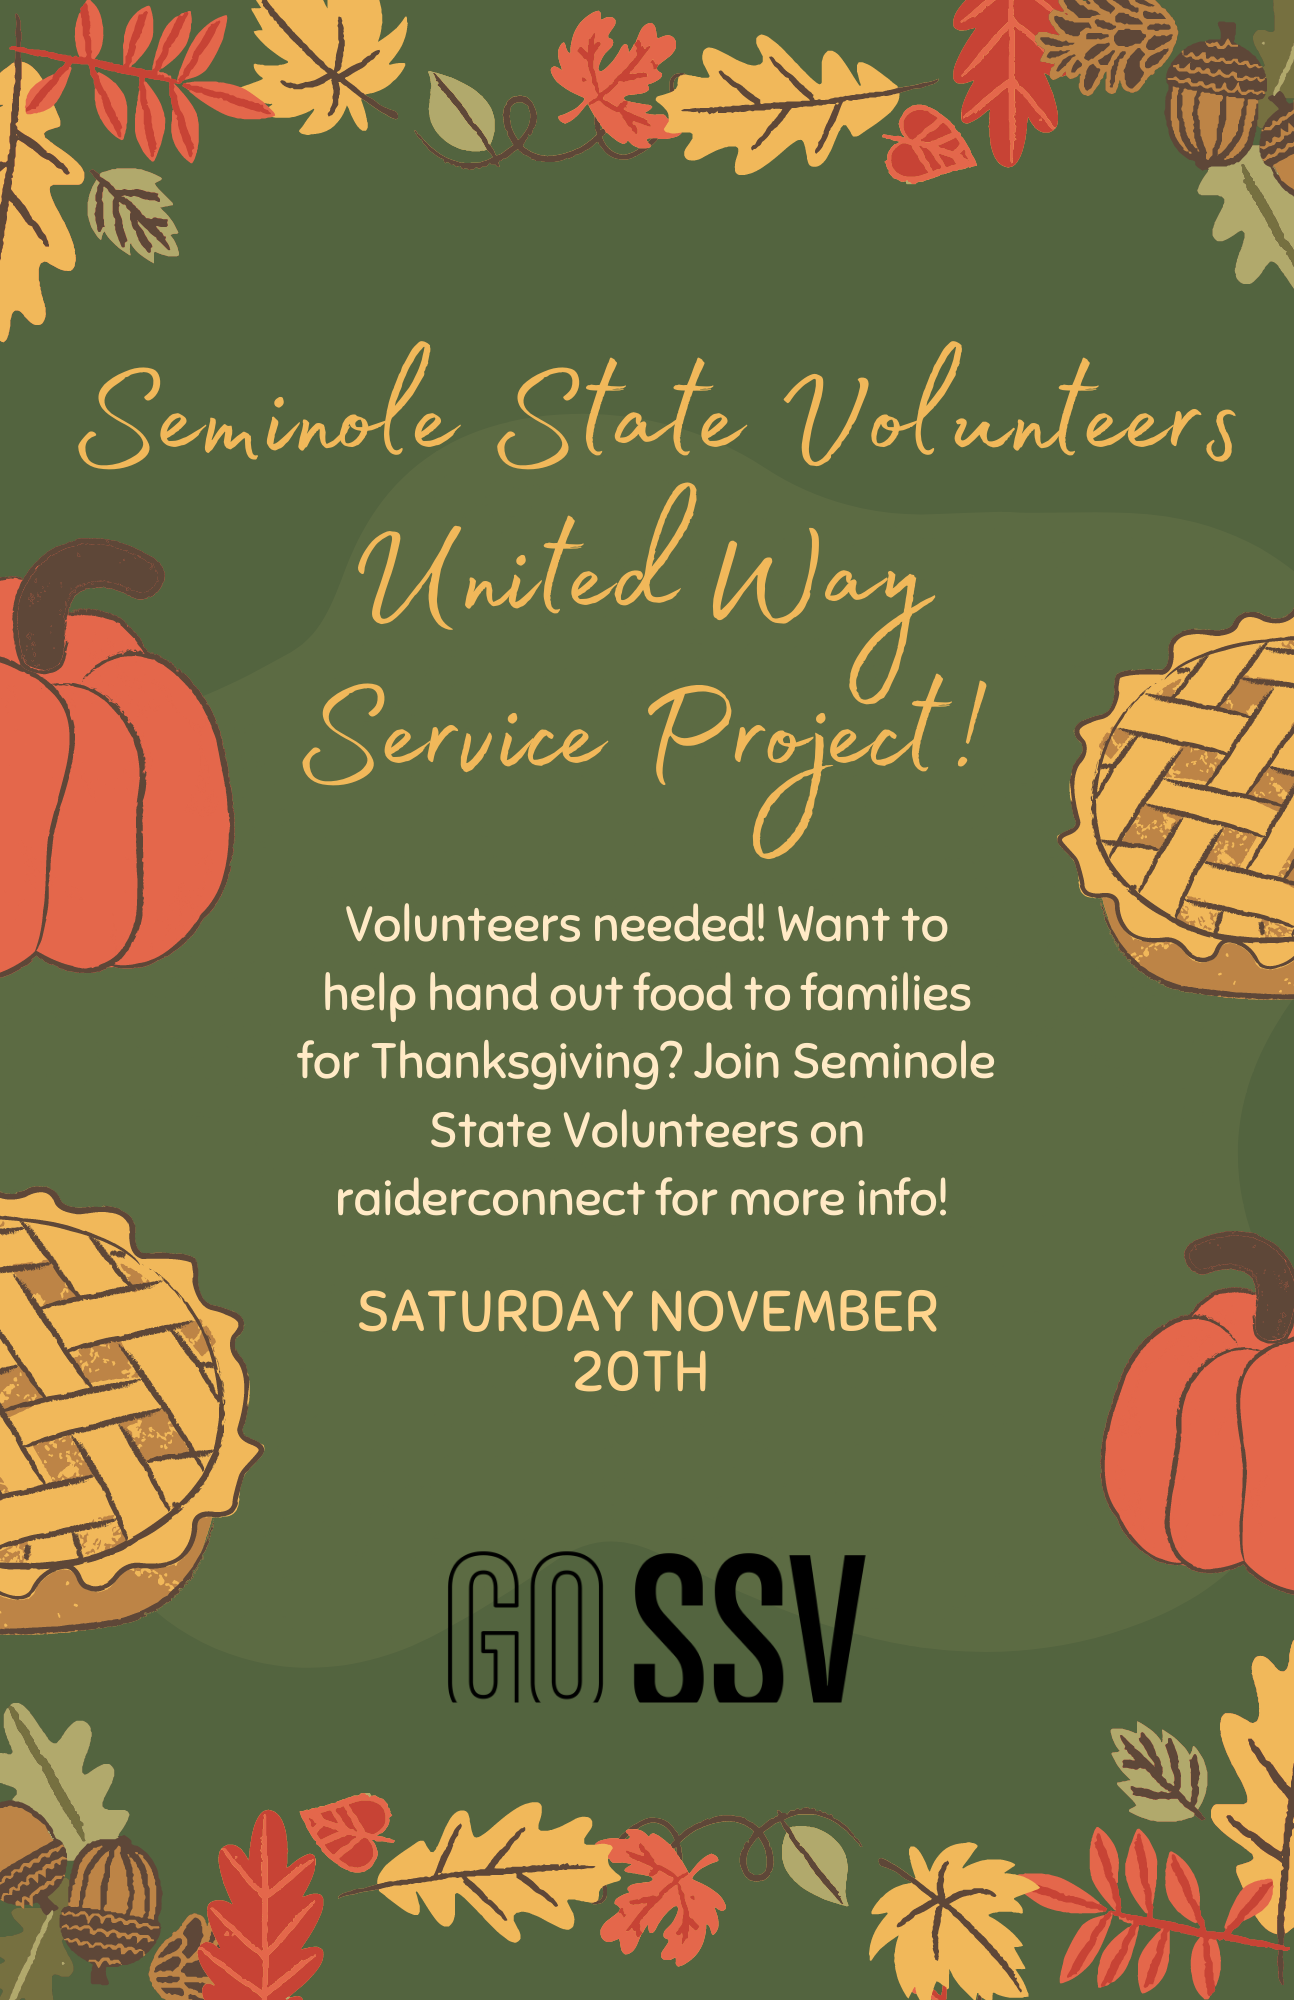 Seminole State Volunteers
United Way
Service Project!
Volunteers needed! Want to
help hand out food to families
for Thanksgiving? Join Seminole
State Volunteers on
raiderconnect for more info!
SATURDAY NOVEMBER
20TH
GO SSV